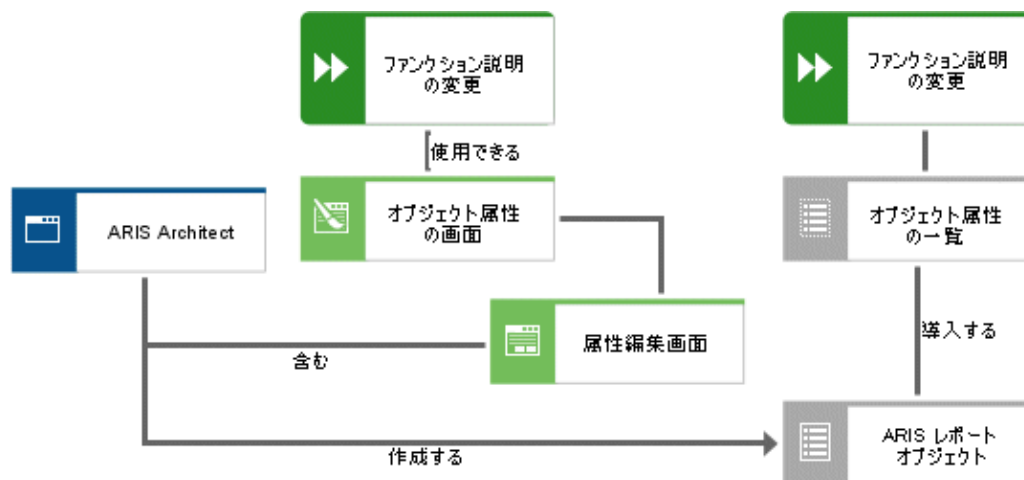 ファンクション説明
の変更
ファンクション説明
の変更
使用できる
ARIS Architect
オブジェクト属性
の画面
オブジェクト属性
の一覧
属性編集画面
導入する
含む
ARIS レポート
オブジェクト
作成する